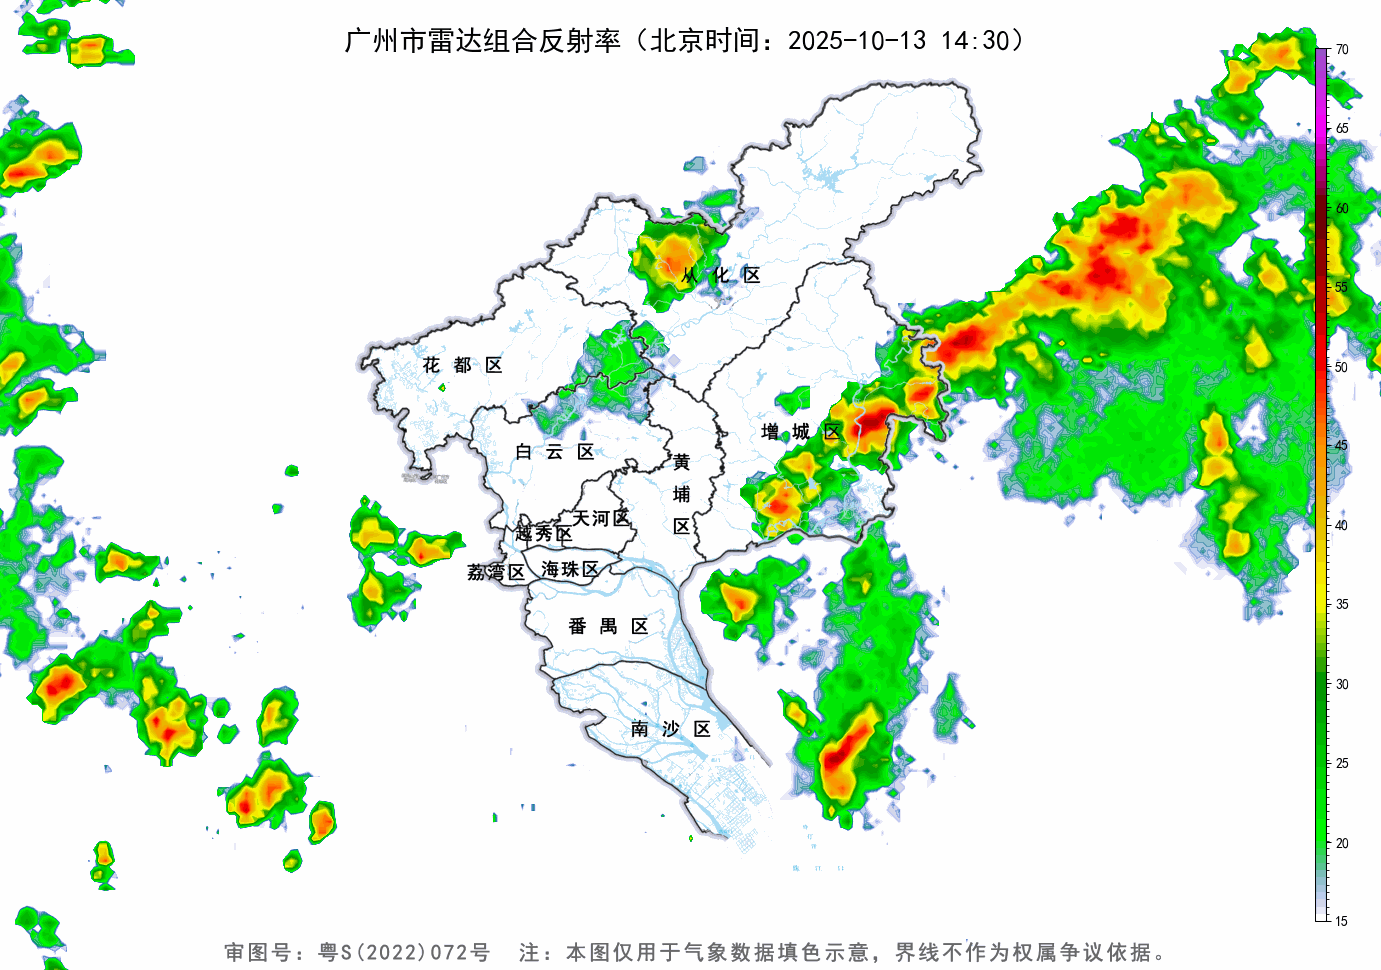 广州市雷达组合反射率（北京时间：2025-10-13 14:30）
70
65
60
55
50
45
40
35
30
25
20
15
从化区
花都区
增城区
白云区
黄埔区
天河区
越秀区
荔湾区
海珠区
番禺区
南沙区
审图号：粤S(2022)072号 注：本图仅用于气象数据填色示意，界线不作为权属争议依据。